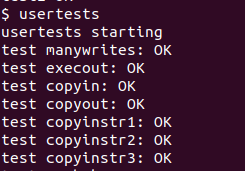 $ usertests
usertests starting
test manywrites: OK
test execout: OK
test copyin: OK
test copyout: OK
test copyinstr1: OK
test copyinstr2: OK
test copyinstr3: OK